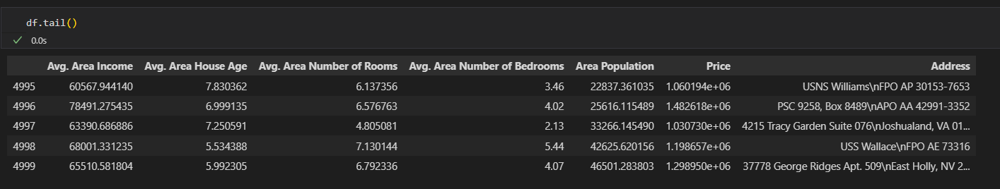 df.tail()
0.0s
Avg. Area Income Avg. Area House Age Avg. Area Number of Rooms Avg. Area Number of Bedrooms Area Population Price Address
4995 60567.944140 7.830362 6.137356 3.46 22837.361035 1.060194e+06 USNS Williams\nFPO AP 30153-7653
4996 78491.275435 6.999135 6.576763 4.02 25616.115489 1.482618e+06 PSC 9258, Box 8489\nAPO AA 42991-3352
4997 63390.686886 7.250591 4.805081 2.13 33266.145490 1.030730e+06 4215 Tracy Garden Suite 076\nJoshualand, VA 01...
4998 68001.331235 5.534388 7.130144 5.44 42625.620156 1.198657e+06 USS Wallace\nFPO AE 73316
4999 65510.581804 5.992305 6.792336 4.07 46501.283803 1.298950e+06 37778 George Ridges Apt. 509\nEast Holly, NV 2...